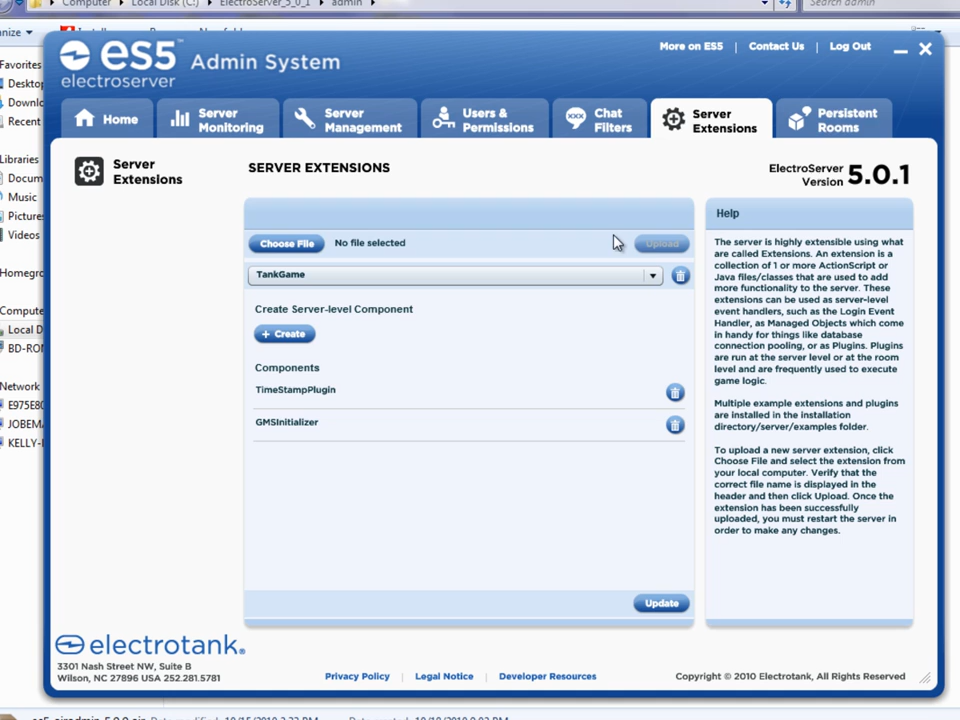 Computer ▸ Local Disk (C:) ▸ ElectroServer_5_0_1 ▸ admin ▸
Search admin
nize ▼
Favorites
Desktop
Downlo
Recent
Libraries
Docum
Music
Pictures
Videos
Homegro
Compute
Local D
BD-ROM
Network
E975E80
JOBEMA
KELLY-L
es5
electroserver
Admin System
More on ES5 | Contact Us | Log Out
Home
Server
Monitoring
Server
Management
Users &
Permissions
XXX
Chat
Filters
Server
Extensions
Persistent
Rooms
Server
Extensions
SERVER EXTENSIONS
ElectroServer
Version 5.0.1
Choose File
No file selected
Upload
TankGame
Create Server-level Component
+ Create
Components
TimeStampPlugin
GMSInitializer
Update
Help
The server is highly extensible using what
are called Extensions. An extension is a
collection of 1 or more ActionScript or
Java files/classes that are used to add
more functionality to the server. These
extensions can be used as server-level
event handlers, such as the Login Event
Handler, as Managed Objects which come
in handy for things like database
connection pooling, or as Plugins. Plugins
are run at the server level or at the room
level and are frequently used to execute
game logic.
Multiple example extensions and plugins
are installed in the installation
directory/server/examples folder.
To upload a new server extension, click
Choose File and select the extension from
your local computer. Verify that the
correct file name is displayed in the
header and then click Upload. Once the
extension has been successfully
uploaded, you must restart the server in
order to make any changes.
electrotank®
3301 Nash Street NW, Suite B
Wilson, NC 27896 USA 252.281.5781
Privacy Policy | Legal Notice | Developer Resources
Copyright © 2010 Electrotank, All Rights Reserved